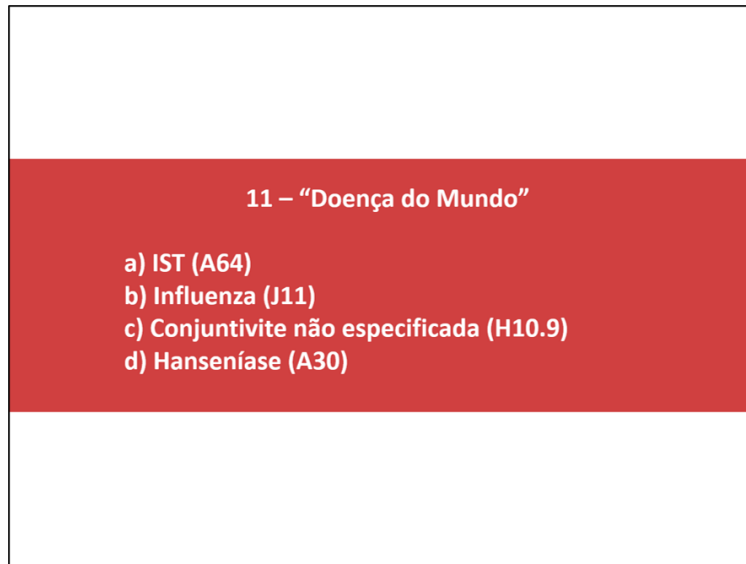 11 – “Doença do Mundo”
a) IST (A64)
b) Influenza (J11)
c) Conjuntivite não especificada (H10.9)
d) Hanseníase (A30)